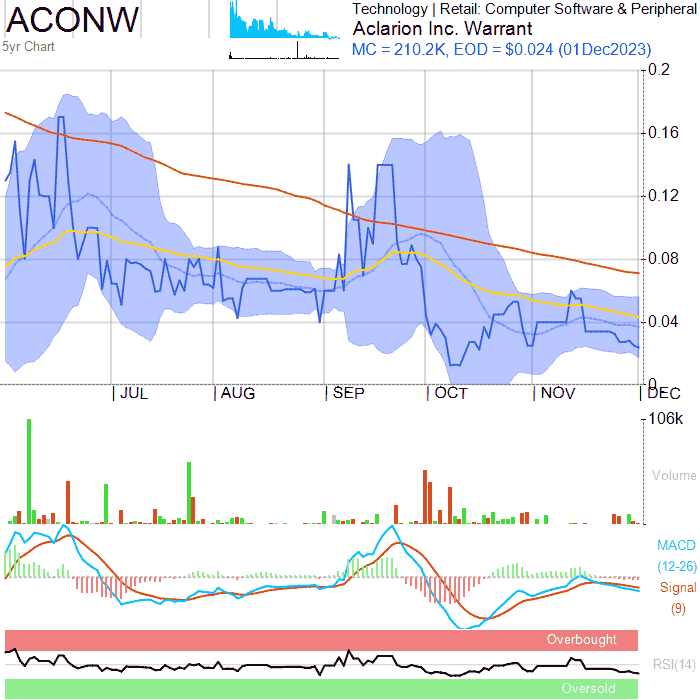 ACONW
5yr Chart
Technology | Retail: Computer Software & Peripheral
Aclarion Inc. Warrant
MC = 210.2K, EOD = $0.024 (01Dec2023)
0.2
0.16
0.12
0.08
0.04
0
JUL AUG SEP OCT NOV DEC
106k
Volume
MACD
(12-26)
Signal
(9)
Overbought
RSI(14)
Oversold